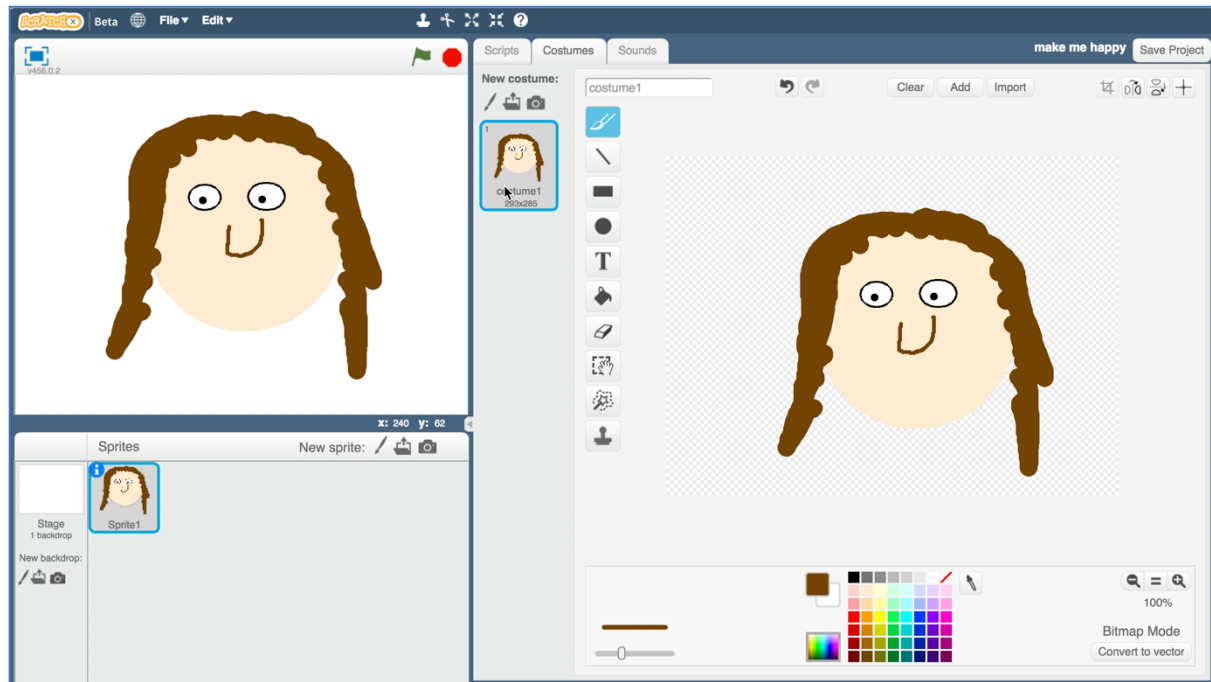 SCRATCHX Beta File▾ Edit▾
v456.0.2
Scripts Costumes Sounds
make me happy Save Project
New costume:
costume1
Clear Add Import
1
costume1
293x285
T
x: 240 y: 62
Sprites New sprite:
Sprite1
Stage
1 backdrop
New backdrop:
100%
Bitmap Mode
Convert to vector